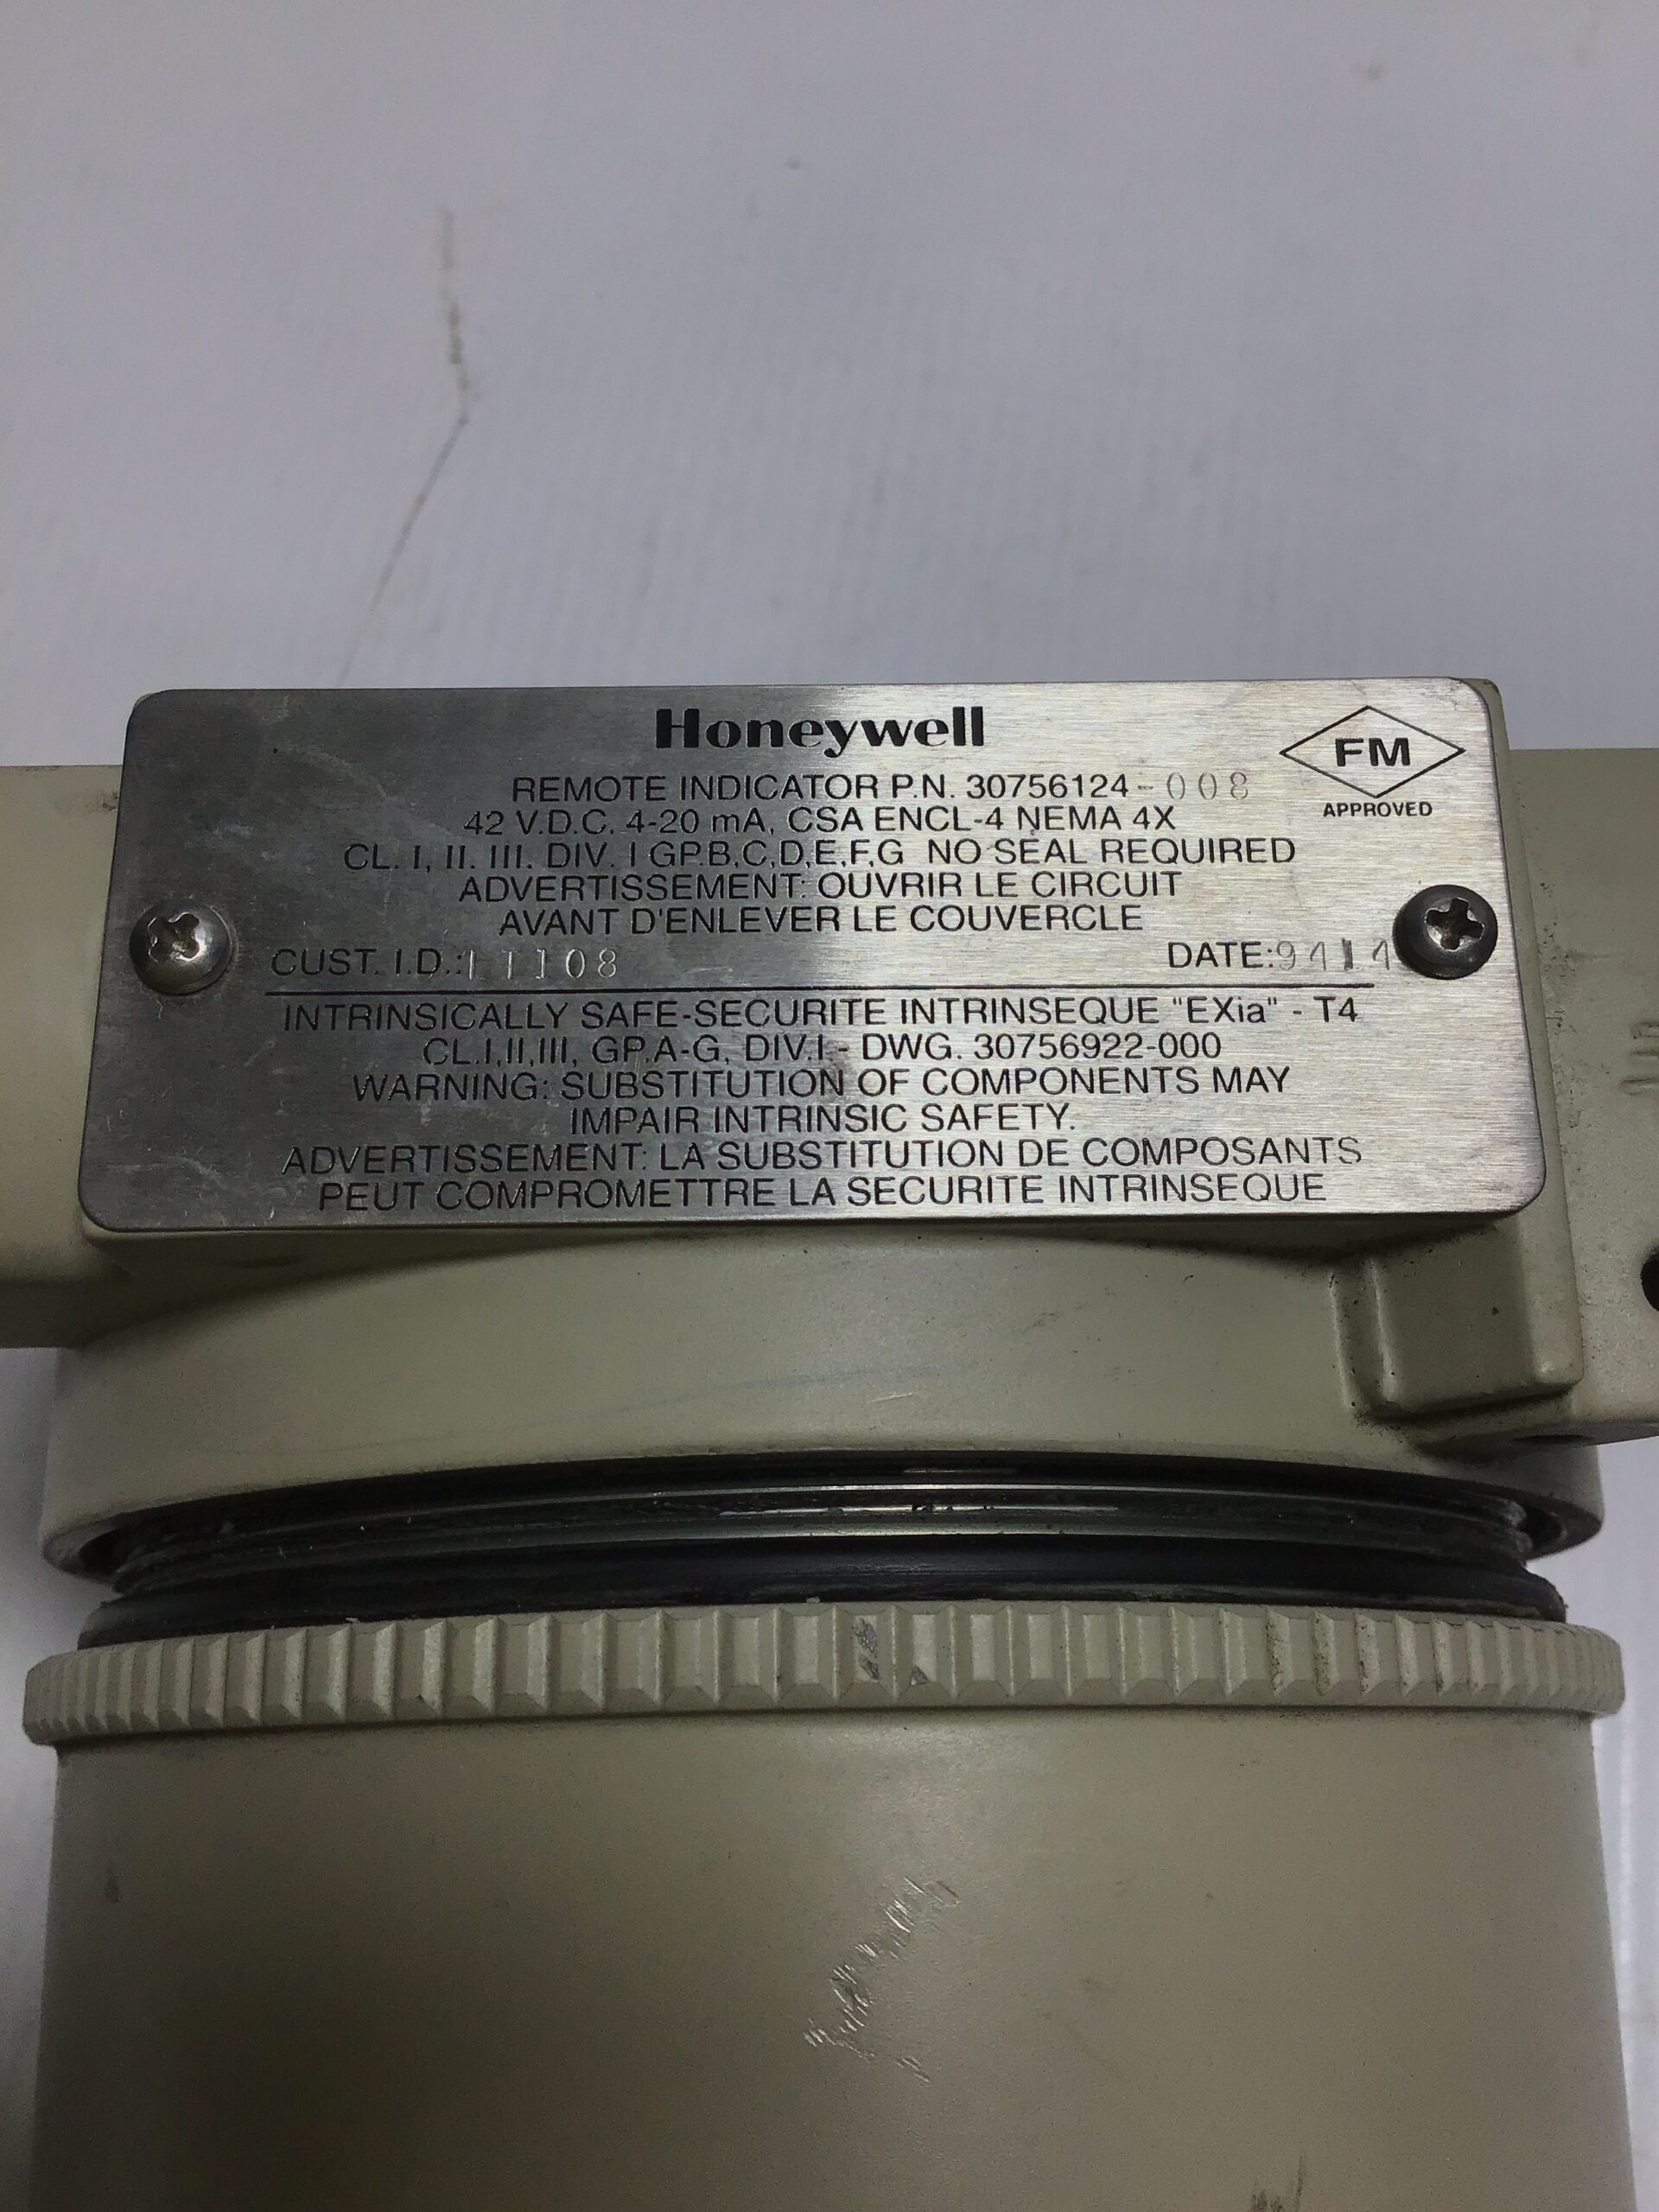 Honeywell
FM
APPROVED
REMOTE INDICATOR P.N. 30756124-008
42 V.D.C. 4-20 mA, CSA ENCL-4 NEMA 4X
CL. I, II. III. DIV. I GP.B,C,D,E,F,G NO SEAL REQUIRED
ADVERTISSEMENT: OUVRIR LE CIRCUIT
AVANT D'ENLEVER LE COUVERCLE
CUST. I.D.: DATE:9414
INTRINSICALLY SAFE-SECURITE INTRINSEQUE "EXia" - T4
CL.I,II,III, GP.A-G, DIV.I - DWG. 30756922-000
WARNING: SUBSTITUTION OF COMPONENTS MAY
IMPAIR INTRINSIC SAFETY.
ADVERTISSEMENT: LA SUBSTITUTION DE COMPOSANTS
PEUT COMPROMETTRE LA SECURITE INTRINSEQUE